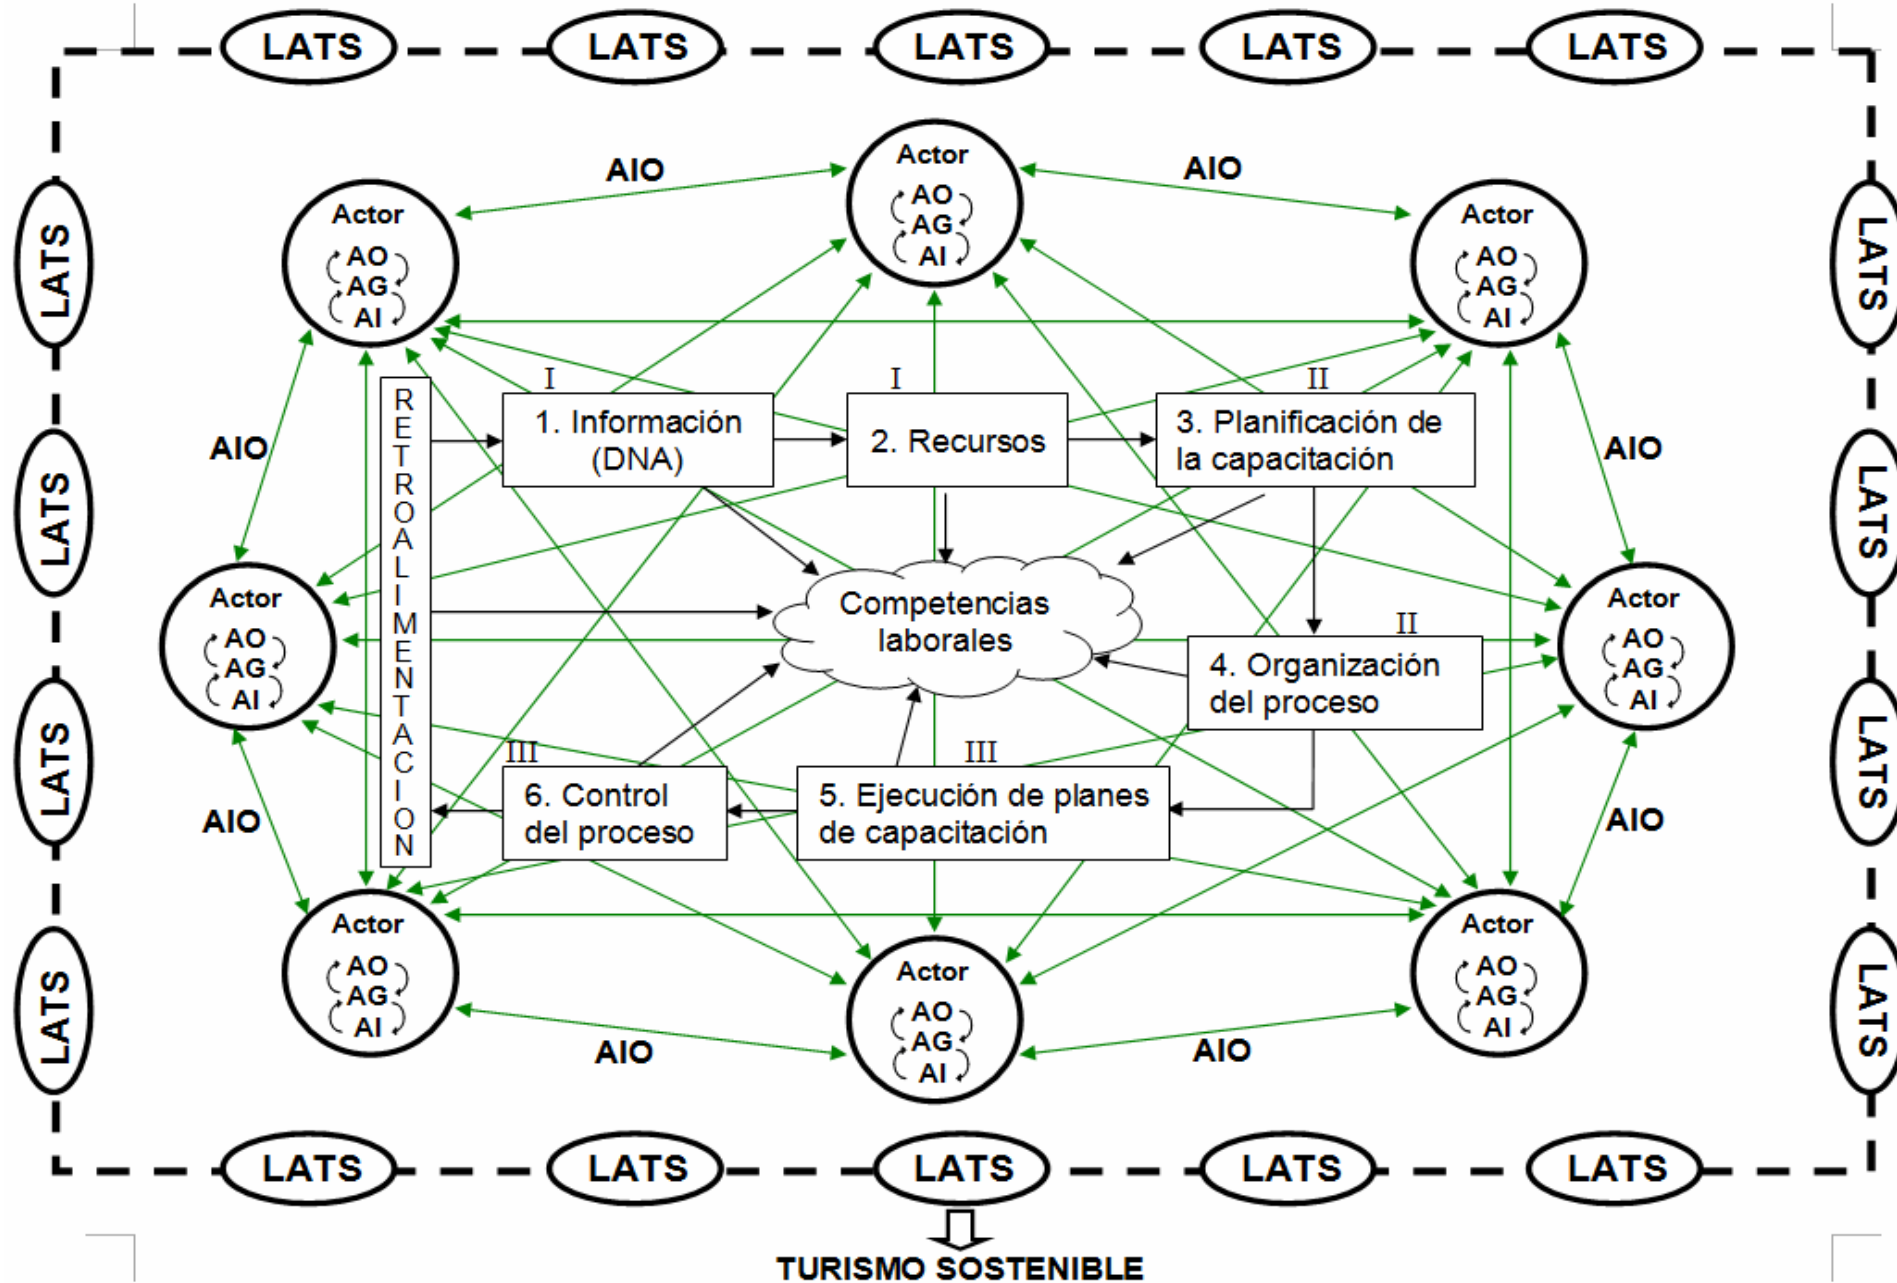 LATS
LATS
LATS
LATS
LATS
Actor
AO
AG
AI
AIO
AIO
Actor
AO
AG
AI
Actor
AO
AG
AI
LATS
LATS
I
I
II
RETROALIMENTACION
1. Información
(DNA)
2. Recursos
3. Planificación de
la capacitación
AIO
AIO
LATS
LATS
Competencias
laborales
Actor
AO
AG
AI
Actor
AO
AG
AI
II
4. Organización
del proceso
LATS
LATS
III
III
6. Control
del proceso
5. Ejecución de planes
de capacitación
AIO
AIO
Actor
AO
AG
AI
Actor
AO
AG
AI
Actor
AO
AG
AI
LATS
LATS
AIO
AIO
LATS
LATS
LATS
LATS
LATS
TURISMO SOSTENIBLE